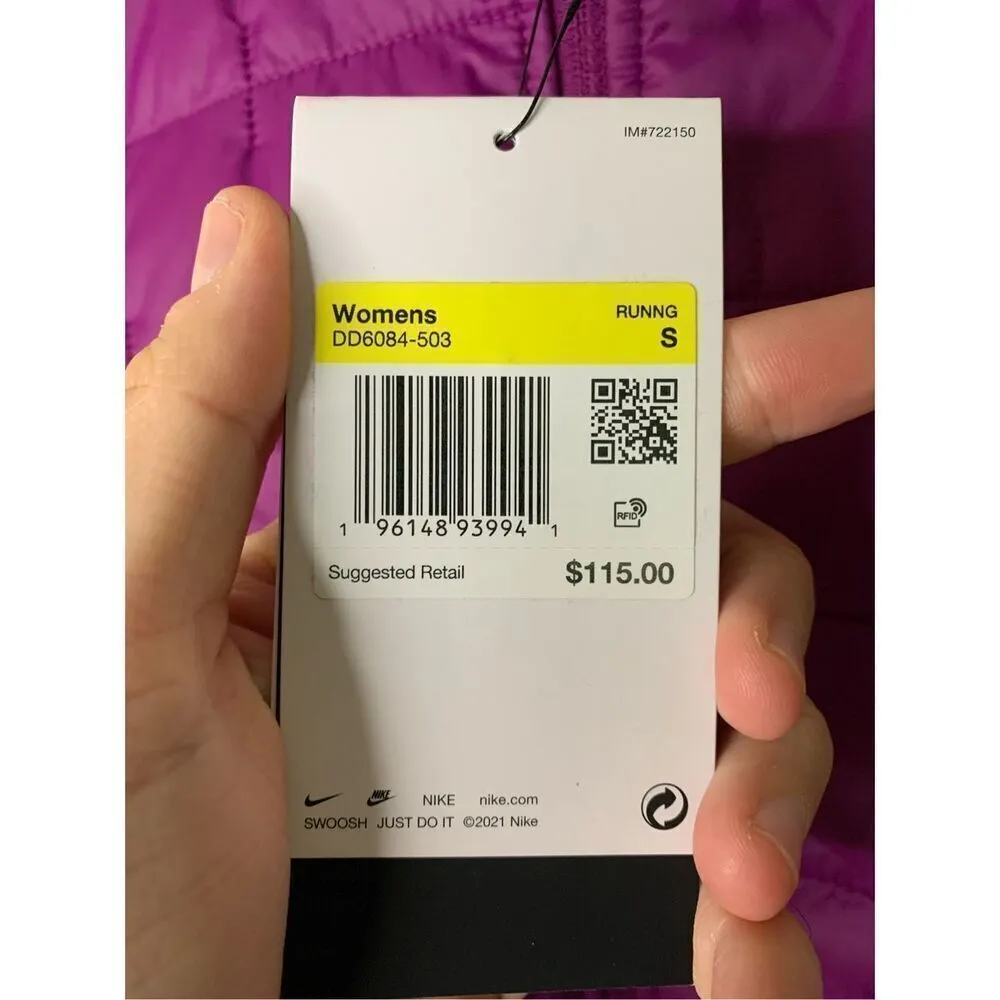 IM#722150
Womens RUNNG
DD6084-503 S
1 96148 93994 1
RFID
Suggested Retail $115.00
NIKE NIKE nike.com
SWOOSH JUST DO IT ©2021 Nike